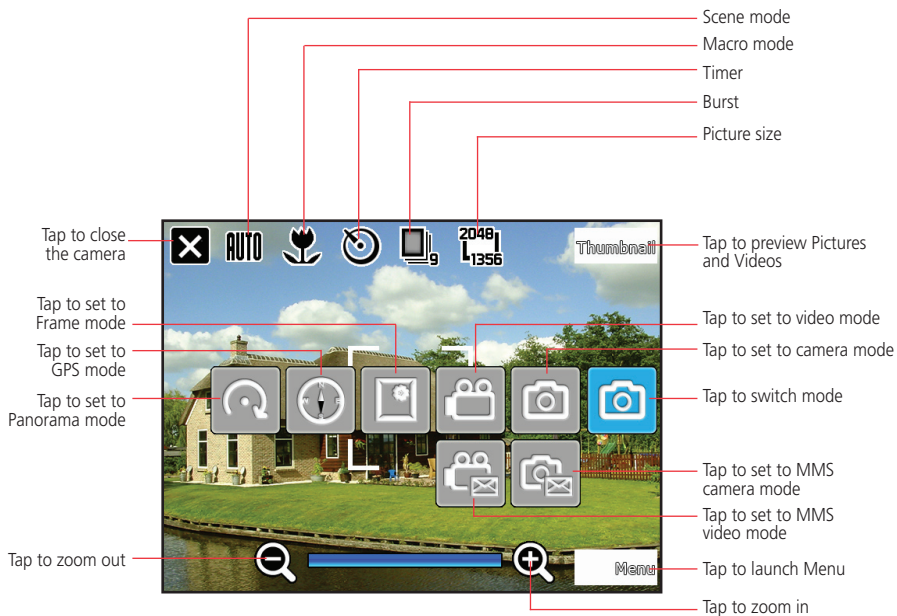 Scene mode
Macro mode
Timer
Burst
Picture size
Tap to close
the camera
AUTO
9
2048
1356
Thumbnail
Tap to preview Pictures
and Videos
Tap to set to
Frame mode
Tap to set to
GPS mode
Tap to set to
Panorama mode
Tap to set to video mode
Tap to set to camera mode
Tap to switch mode
Tap to set to MMS
camera mode
Tap to set to MMS
video mode
Tap to zoom out
Menu
Tap to launch Menu
Tap to zoom in